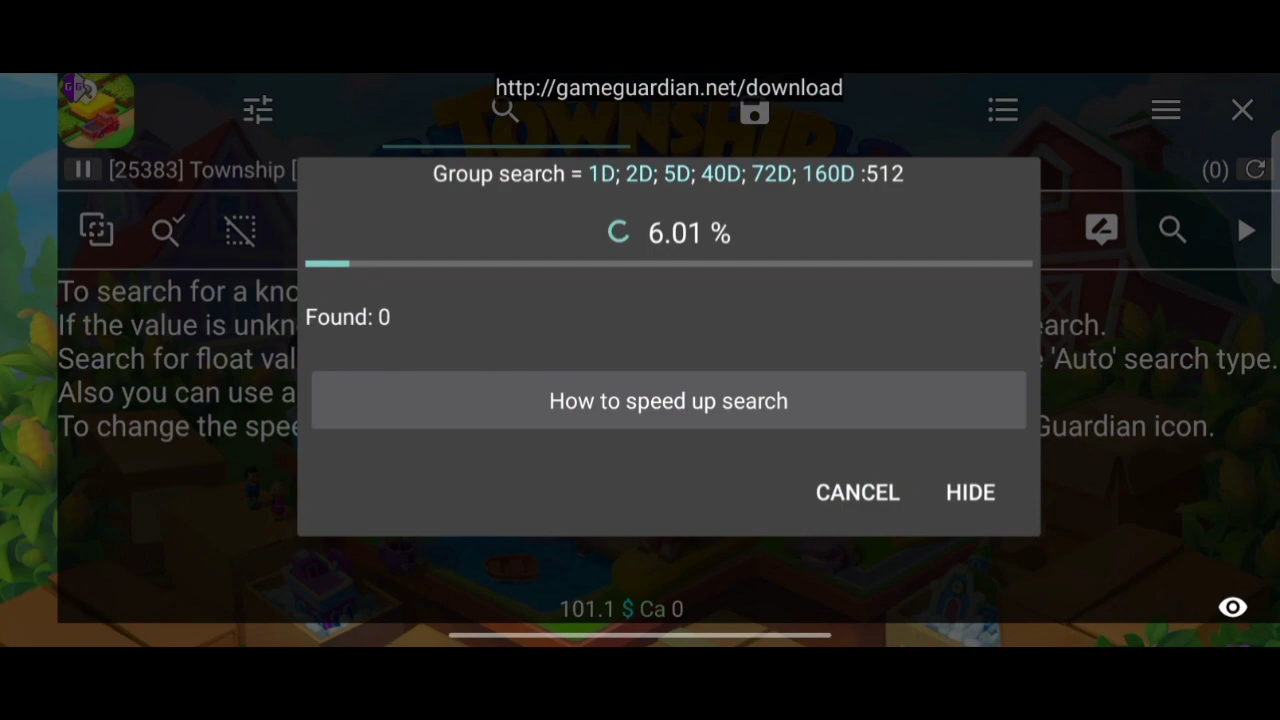 http://gameguardian.net/download
TOWNSHIP
[25383] Township [
(0)
Group search = 1D; 2D; 5D; 40D; 72D; 160D :512
6.01 %
To search for a kno
If the value is unkn
earch.
Found: 0
Search for float val
'Auto' search type.
Also you can use a
How to speed up search
To change the spee
Guardian icon.
CANCEL
HIDE
101.1 $ Ca 0